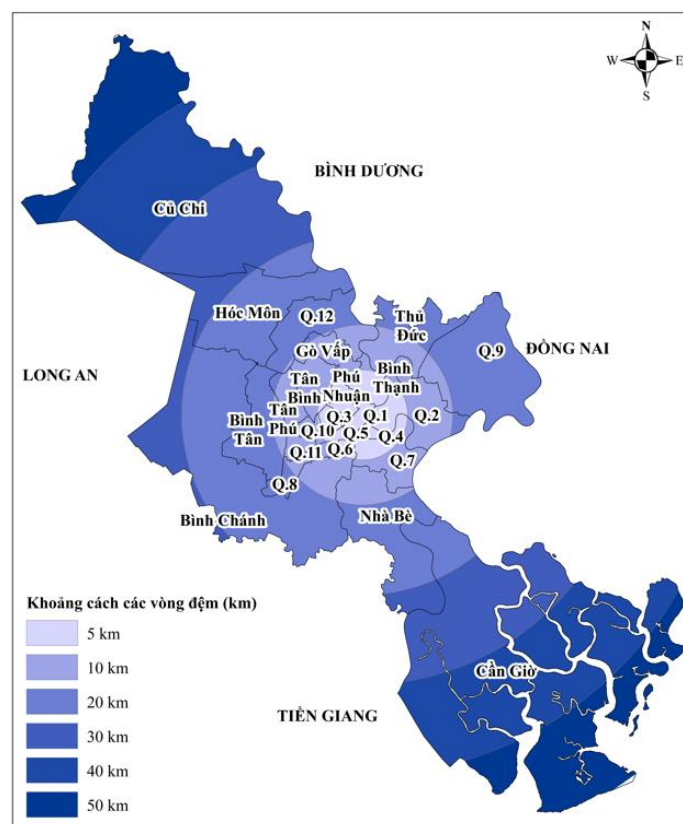 N
W E
S
BÌNH DƯƠNG
Củ Chi
Hóc Môn
Q.12
Thủ
Đức
Gò Vấp
Q.9
ĐỒNG NAI
LONG AN
Tân
Bình
Phú
Nhuận
Bình
Thạnh
Tân
Phú
Q.3
Q.1
Q.2
Bình
Tân
Q.10
Q.5
Q.4
Q.11
Q.6
Q.7
Q.8
Bình Chánh
Nhà Bè
Cần Giờ
TIỀN GIANG
Khoảng cách các vòng đệm (km)
5 km
10 km
20 km
30 km
40 km
50 km